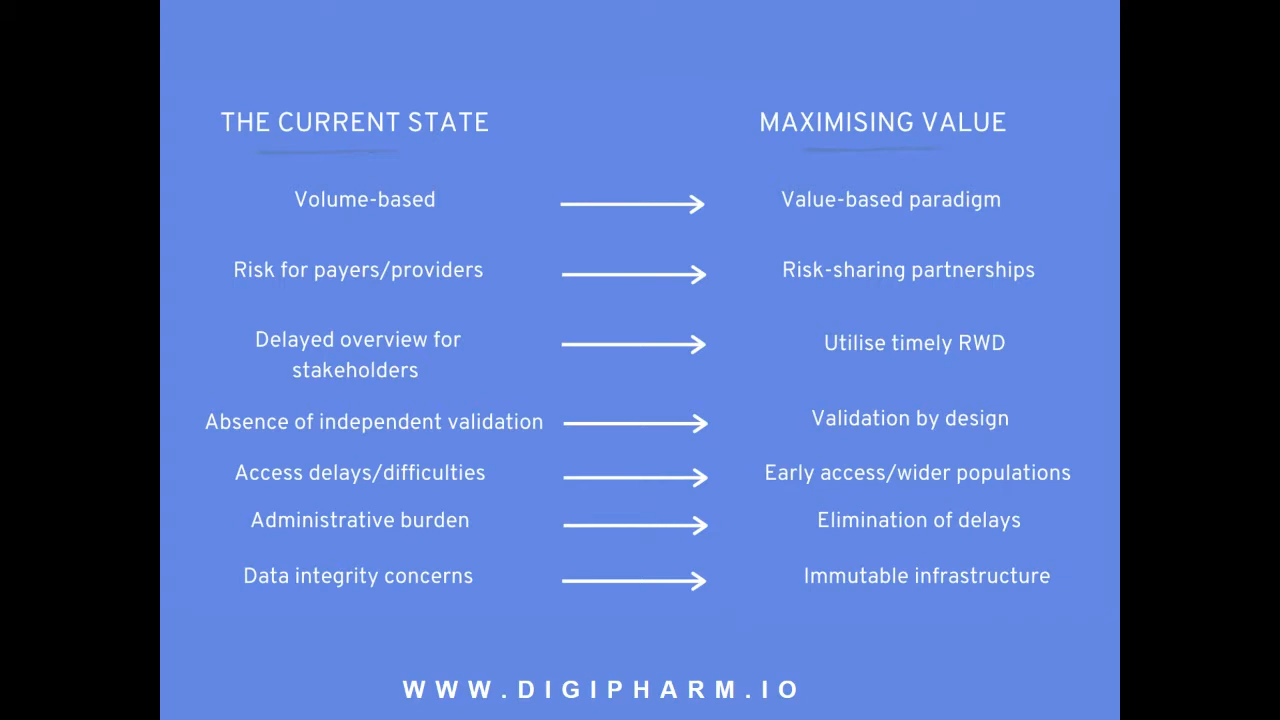 THE CURRENT STATE
MAXIMISING VALUE
Volume-based
Value-based paradigm
Risk for payers/providers
Risk-sharing partnerships
Delayed overview for
stakeholders
Utilise timely RWD
Absence of independent validation
Validation by design
Access delays/difficulties
Early access/wider populations
Administrative burden
Elimination of delays
Data integrity concerns
Immutable infrastructure
WWW.DIGIPHARM.IO